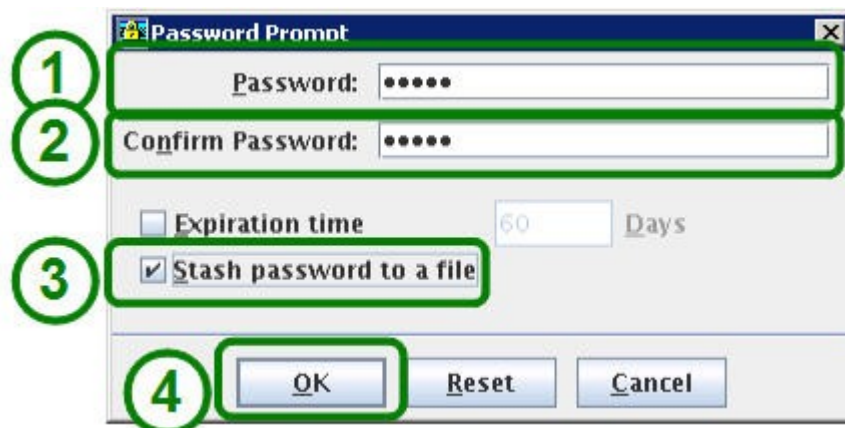 Password Prompt
1
Password: •••••
2
Confirm Password: •••••
Expiration time 60 Days
3
Stash password to a file
4
OK Reset Cancel